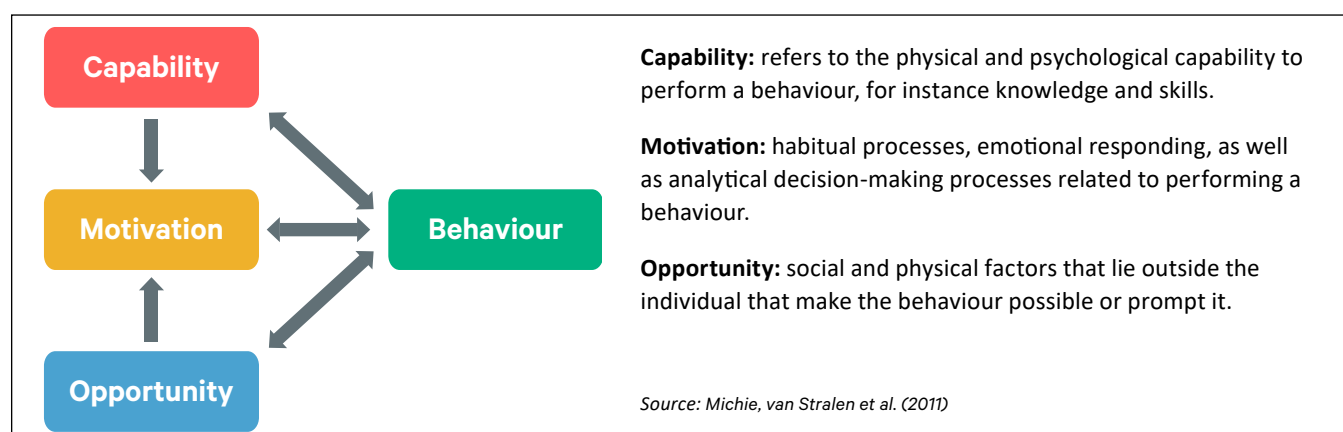 Capability
Motivation
Behaviour
Opportunity
Capability: refers to the physical and psychological capability to
perform a behaviour, for instance knowledge and skills.
Motivation: habitual processes, emotional responding, as well
as analytical decision-making processes related to performing a
behaviour.
Opportunity: social and physical factors that lie outside the
individual that make the behaviour possible or prompt it.
Source: Michie, van Stralen et al. (2011)